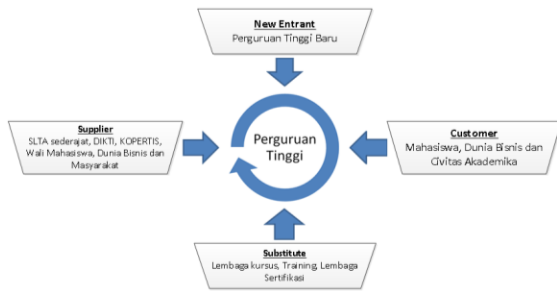 New Entrant
Perguruan Tinggi Baru
Supplier
SLTA sederajat, DIKTI, KOPERTIS,
Wali Mahasiswa, Dunia Bisnis dan
Masyarakat
Perguruan
Tinggi
Customer
Mahasiswa, Dunia Bisnis dan
Civitas Akademika
Substitute
Lembaga kursus, Training, Lembaga
Sertifikasi